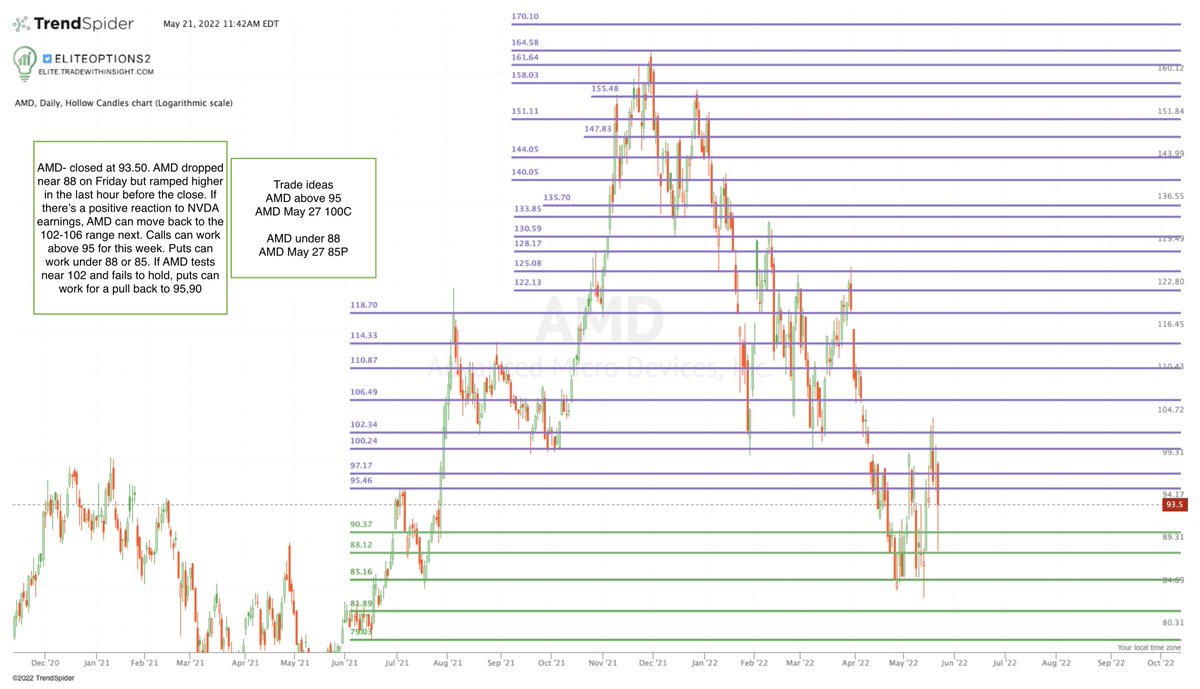 TrendSpider
May 21, 2022 11:42AM EDT
ELITEOPTIONS2
ELITE.TRADEWITHINSIGHT.COM
AMD, Daily, Hollow Candles chart (Logarithmic scale)
AMD- closed at 93.50. AMD dropped
near 88 on Friday but ramped higher
in the last hour before the close. If
there's a positive reaction to NVDA
earnings, AMD can move back to the
102-106 range next. Calls can work
above 95 for this week. Puts can
work under 88 or 85. If AMD tests
near 102 and fails to hold, puts can
work for a pull back to 95,90
Trade ideas
AMD above 95
AMD May 27 100C
AMD under 88
AMD May 27 85P
170.10
164.58
161.64
158.03
155.48
151.11
147.83
144.05
140.05
135.70
133.85
130.59
128.17
125.08
122.13
118.70
114.33
110.87
106.49
102.34
100.24
97.17
95.46
90.37
88.12
85.16
81.89
79.03
AMD
Advanced Micro Devices, Inc.
160.12
151.84
143.99
136.55
129.49
122.80
116.45
110.43
104.72
99.31
94.17
93.5
89.31
84.69
80.31
Your local time zone
Dec '20
Jan '21
Feb '21
Mar '21
Apr '21
May '21
Jun '21
Jul '21
Aug '21
Sep '21
Oct '21
Nov '21
Dec '21
Jan '22
Feb '22
Mar '22
Apr '22
May '22
Jun '22
Jul '22
Aug '22
Sep '22
Oct '22
©2022 TrendSpider